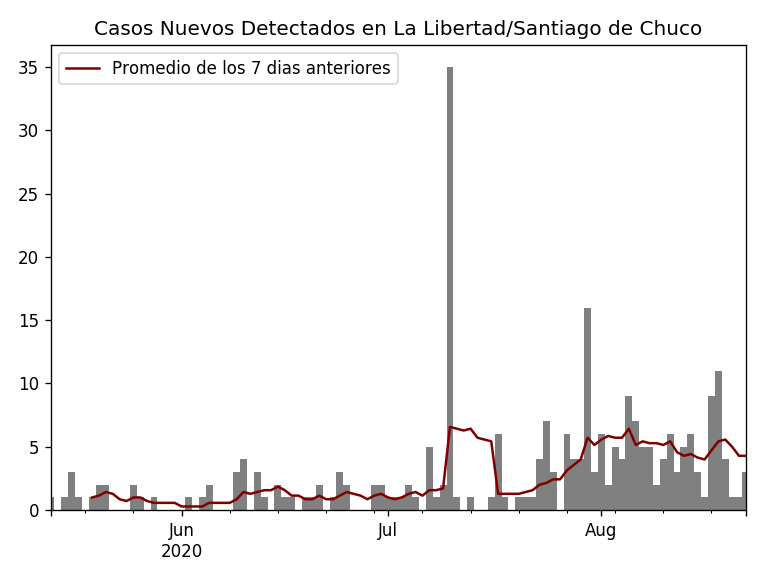 Casos Nuevos Detectados en La Libertad/Santiago de Chuco
Promedio de los 7 dias anteriores
35
30
25
20
15
10
5
0
Jun
2020
Jul
Aug